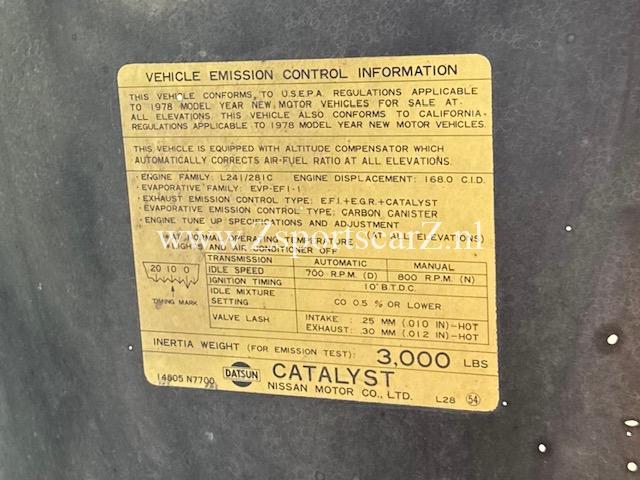 VEHICLE EMISSION CONTROL INFORMATION
THIS VEHICLE CONFORMS TO U.S.E.P.A. REGULATIONS APPLICABLE
TO 1978 MODEL YEAR NEW MOTOR VEHICLES FOR SALE AT
ALL ELEVATIONS. THIS VEHICLE ALSO CONFORMS TO CALIFORNIA
REGULATIONS APPLICABLE TO 1978 MODEL YEAR NEW MOTOR VEHICLES.
THIS VEHICLE IS EQUIPPED WITH ALTITUDE COMPENSATOR WHICH
AUTOMATICALLY CORRECTS AIR-FUEL RATIO AT ALL ELEVATIONS.
• ENGINE FAMILY: L241/281C ENGINE DISPLACEMENT: 168.0 C.I.D.
• EVAPORATIVE FAMILY: EVP-EFI-1
• EXHAUST EMISSION CONTROL TYPE: E.F.I.+E.G.R.+CATALYST
• EVAPORATIVE EMISSION CONTROL TYPE: CARBON CANISTER
• ENGINE TUNE UP SPECIFICATIONS AND ADJUSTMENT
NORMAL OPERATING TEMPERATURE (AT ALL ELEVATIONS)
www.ZsportscarZ.nl
LIGHTS AND AIR CONDITIONER OFF
TRANSMISSION AUTOMATIC MANUAL
IDLE SPEED 700 R.P.M. (D) 800 R.P.M. (N)
IGNITION TIMING 10° B.T.D.C.
IDLE MIXTURE SETTING CO 0.5 % OR LOWER
VALVE LASH INTAKE : .25 MM (.010 IN)-HOT
EXHAUST: .30 MM (.012 IN)-HOT
20 10 0
TIMING MARK
INERTIA WEIGHT (FOR EMISSION TEST): 3,000 LBS
14805 N7700 DATSUN CATALYST
NISSAN MOTOR CO., LTD. L28 54